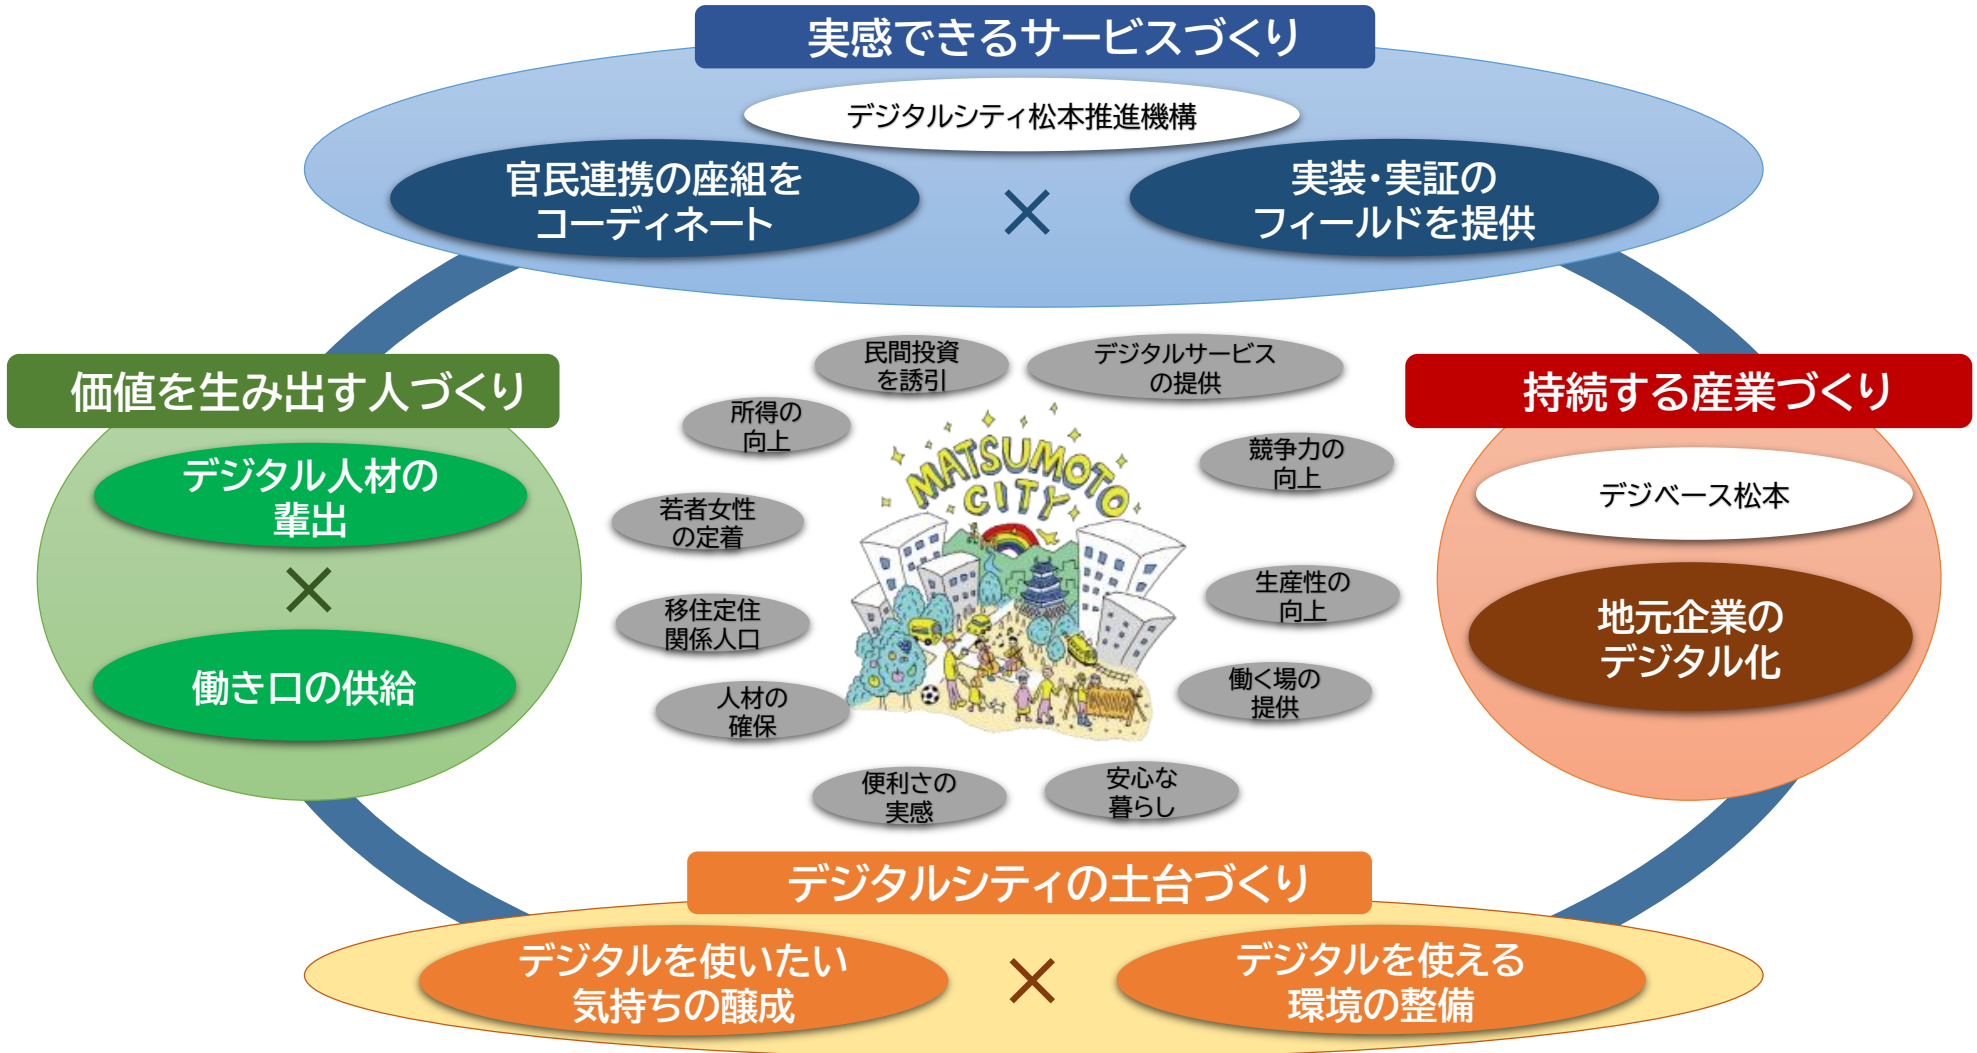 実感できるサービスづくり
デジタルシティ松本推進機構
官民連携の座組を
コーディネート
×
実装・実証の
フィールドを提供
価値を生み出す人づくり
デジタル人材の
輩出
×
働き口の供給
民間投資
を誘引
デジタルサービス
の提供
所得の
向上
競争力の
向上
若者女性
の定着
生産性の
向上
移住定住
関係人口
働く場の
提供
人材の
確保
便利さの
実感
安心な
暮らし
MATSUMOTO
CITY
持続する産業づくり
デジベース松本
地元企業の
デジタル化
デジタルシティの土台づくり
デジタルを使いたい
気持ちの醸成
×
デジタルを使える
環境の整備